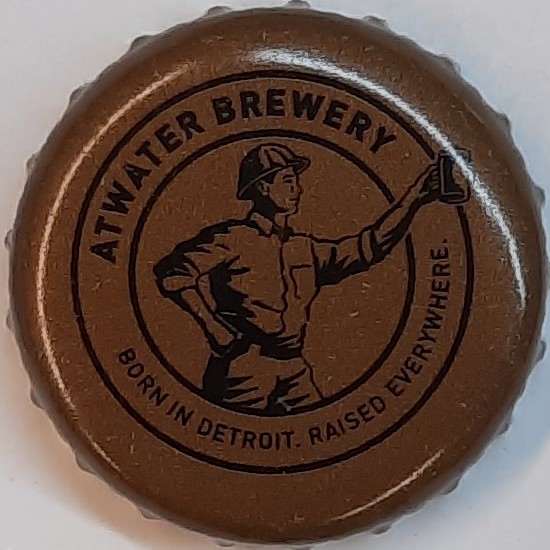 ATWATER BREWERY
BORN IN DETROIT. RAISED EVERYWHERE.